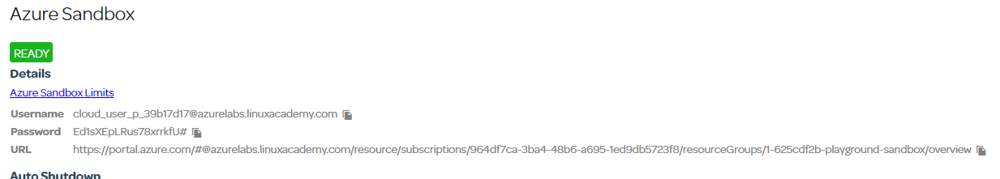 Azure Sandbox
READY
Details
Azure Sandbox Limits
Username cloud_user_p_39b17d17@azurelabs.linuxacademy.com
Password Ed1sXEpLRus78xrrkfU#
URL https://portal.azure.com/#@azurelabs.linuxacademy.com/resource/subscriptions/964df7ca-3ba4-48b6-a695-1ed9db5723f8/resourceGroups/1-625cdf2b-playground-sandbox/overview
Auto Shutdown